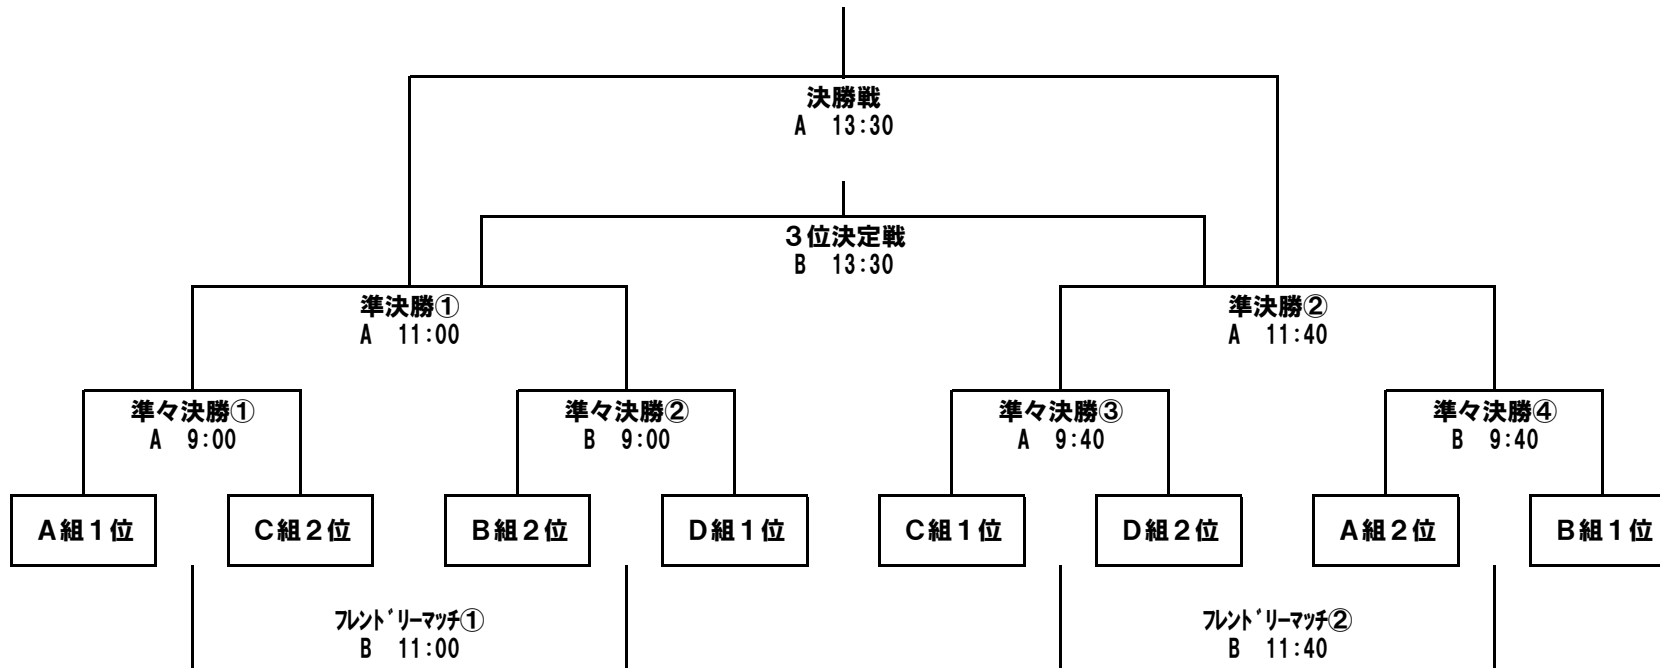 決勝戦
A 13:30
３位決定戦
B 13:30
準決勝①
A 11:00
準決勝②
A 11:40
準々決勝①
A 9:00
準々決勝②
B 9:00
準々決勝③
A 9:40
準々決勝④
B 9:40
A組１位
C組２位
B組２位
D組１位
C組１位
D組２位
A組２位
B組１位
ﾌﾚﾝﾄﾞﾘｰﾏｯﾁ①
B 11:00
ﾌﾚﾝﾄﾞﾘｰﾏｯﾁ②
B 11:40